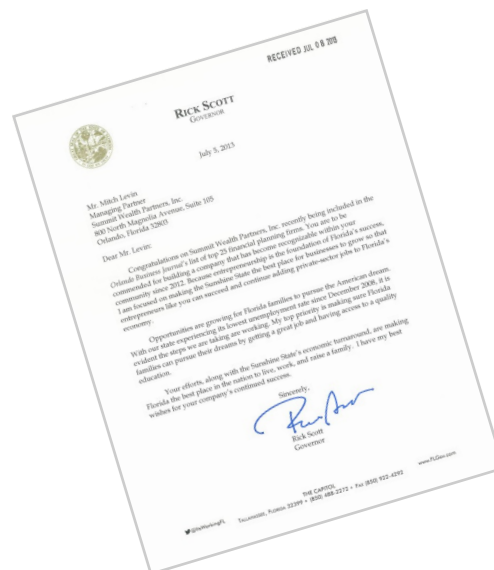 RECEIVED JUL 08 2013
RICK SCOTT
GOVERNOR
July 5, 2013
Mr. Mitch Levin
Managing Partner
Summit Wealth Partners, Inc.
800 North Magnolia Avenue, Suite 105
Orlando, Florida 32803
Dear Mr. Levin:
Congratulations on Summit Wealth Partners, Inc. recently being included in the
Orlando Business Journal's list of top 25 financial planning firms. You are to be
commended for building a company that has become recognizable within your
community since 2012. Because entrepreneurship is the foundation of Florida's success,
I am focused on making the Sunshine State the best place for businesses to grow so that
entrepreneurs like you can succeed and continue adding private-sector jobs to Florida's
economy.
Opportunities are growing for Florida families to pursue the American dream.
With our state experiencing its lowest unemployment rate since December 2008, it is
evident the steps we are taking are working. My top priority is making sure Florida
families can pursue their dreams by getting a great job and having access to a quality
education.
Your efforts, along with the Sunshine State's economic turnaround, are making
Florida the best place in the nation to live, work, and raise a family. I have my best
wishes for your company's continued success.
Sincerely,
Rick Scott
Governor
THE CAPITOL
TALLAHASSEE, FLORIDA 32399 • (850) 488-2272 • Fax (850) 922-4292
www.FLGov.com